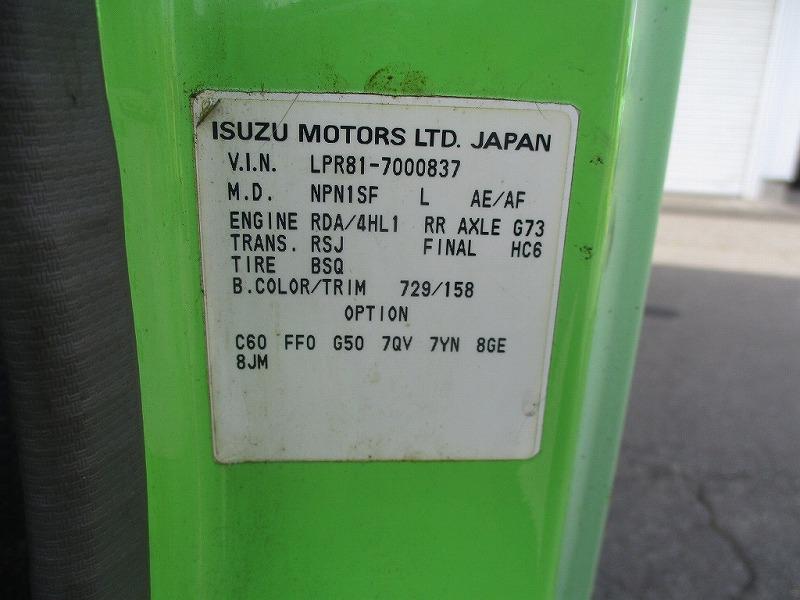 ISUZU MOTORS LTD. JAPAN
V.I.N. LPR81-7000837
M.D. NPN1SF L AE/AF
ENGINE RDA/4HL1 RR AXLE G73
TRANS. RSJ FINAL HC6
TIRE BSQ
B.COLOR/TRIM 729/158
OPTION
C60 FF0 G50 7QV 7YN 8GE
8JM